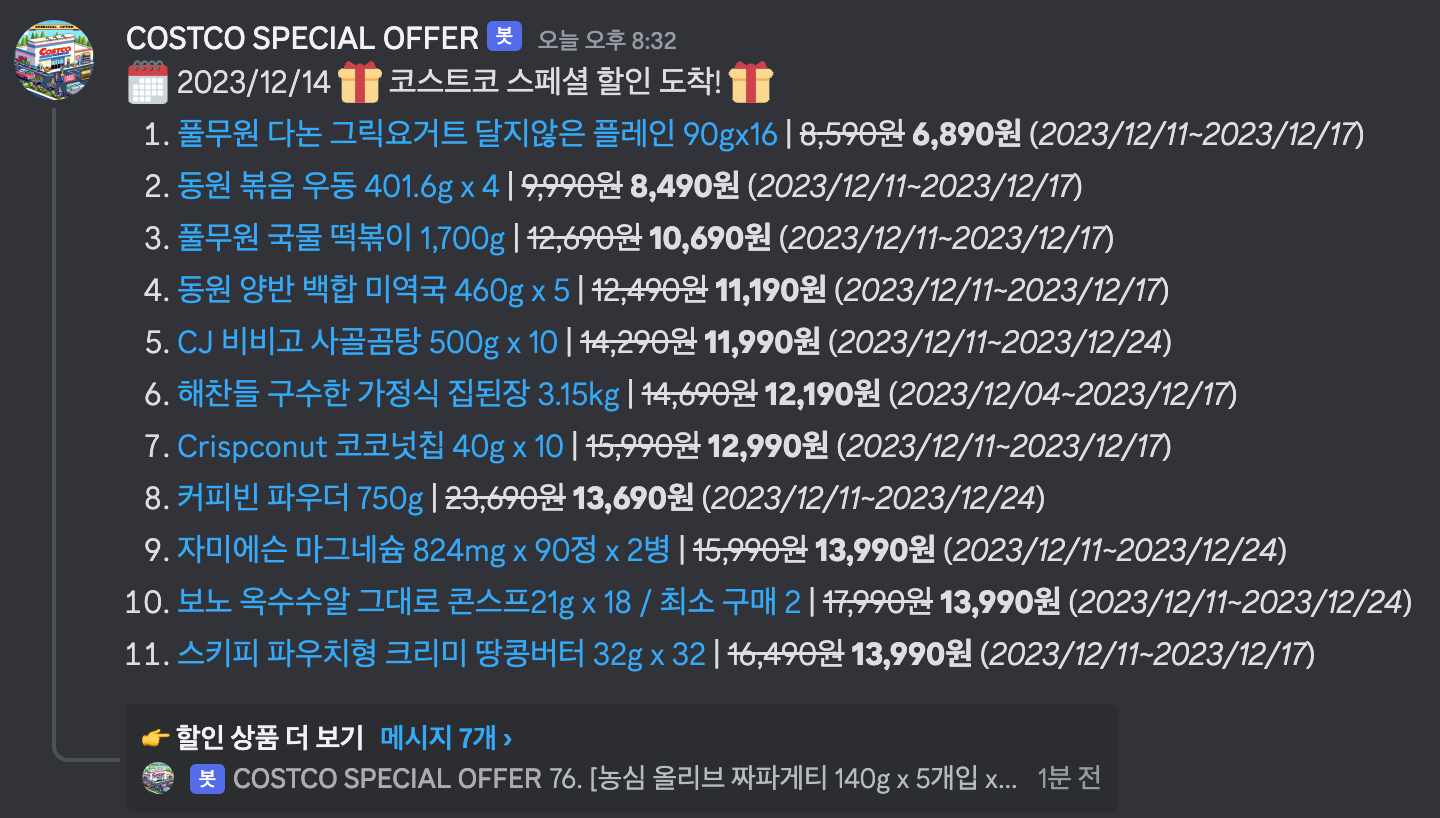 COSTCO SPECIAL OFFER 봇 오늘 오후 8:32
2023/12/14 코스트코 스페셜 할인 도착!
1. 풀무원 다논 그릭요거트 달지않은 플레인 90gx16 | 8,590원 6,890원 (2023/12/11~2023/12/17)
2. 동원 볶음 우동 401.6g x 4 | 9,990원 8,490원 (2023/12/11~2023/12/17)
3. 풀무원 국물 떡볶이 1,700g | 12,690원 10,690원 (2023/12/11~2023/12/17)
4. 동원 양반 백합 미역국 460g x 5 | 12,490원 11,190원 (2023/12/11~2023/12/17)
5. CJ 비비고 사골곰탕 500g x 10 | 14,290원 11,990원 (2023/12/11~2023/12/24)
6. 해찬들 구수한 가정식 집된장 3.15kg | 14,690원 12,190원 (2023/12/04~2023/12/17)
7. Crispconut 코코넛칩 40g x 10 | 15,990원 12,990원 (2023/12/11~2023/12/17)
8. 커피빈 파우더 750g | 23,690원 13,690원 (2023/12/11~2023/12/24)
9. 자미에슨 마그네슘 824mg x 90정 x 2병 | 15,990원 13,990원 (2023/12/11~2023/12/24)
10. 보노 옥수수알 그대로 콘스프21g x 18 / 최소 구매 2 | 17,990원 13,990원 (2023/12/11~2023/12/24)
11. 스키피 파우치형 크리미 땅콩버터 32g x 32 | 16,490원 13,990원 (2023/12/11~2023/12/17)
할인 상품 더 보기 메시지 7개 ›
봇 COSTCO SPECIAL OFFER 76. [농심 올리브 짜파게티 140g x 5개입 x... 1분 전